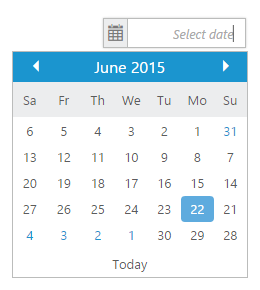 Select date
June 2015
Sa Fr Th We Tu Mo Su
6 5 4 3 2 1 31
13 12 11 10 9 8 7
20 19 18 17 16 15 14
27 26 25 24 23 22 21
4 3 2 1 30 29 28
Today